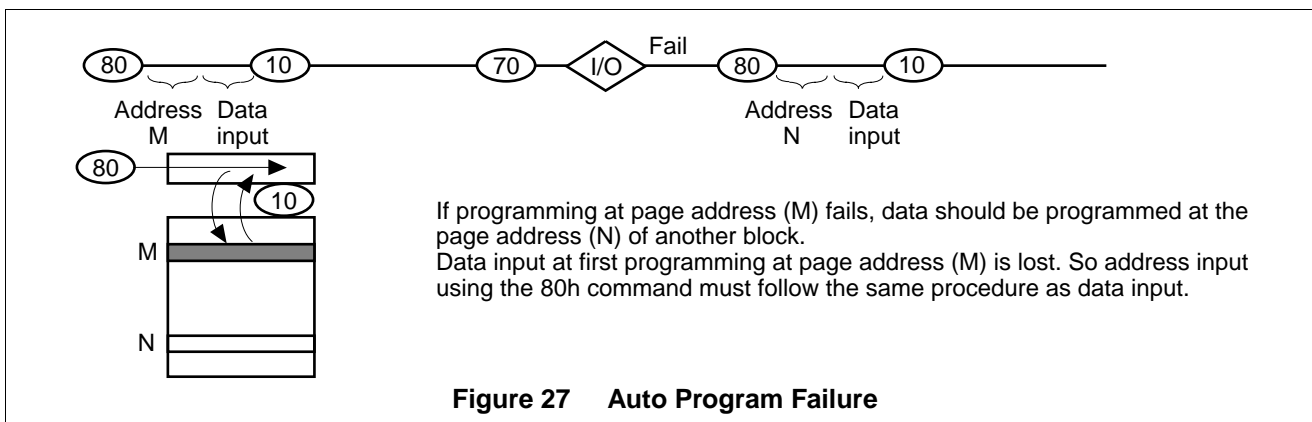 Fail
80 10 70 I/O 80 10
Address Data Address Data
M input N input
80
10
M
N
If programming at page address (M) fails, data should be programmed at the
page address (N) of another block.
Data input at first programming at page address (M) is lost. So address input
using the 80h command must follow the same procedure as data input.
Figure 27 Auto Program Failure